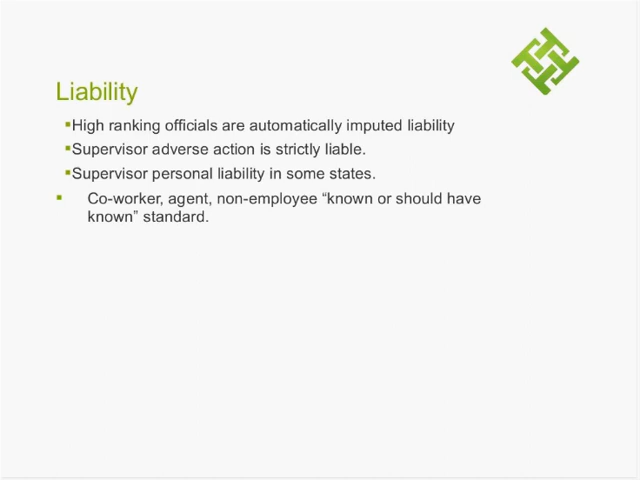 Liability
▪High ranking officials are automatically imputed liability
▪Supervisor adverse action is strictly liable.
▪Supervisor personal liability in some states.
▪ Co-worker, agent, non-employee “known or should have
known” standard.